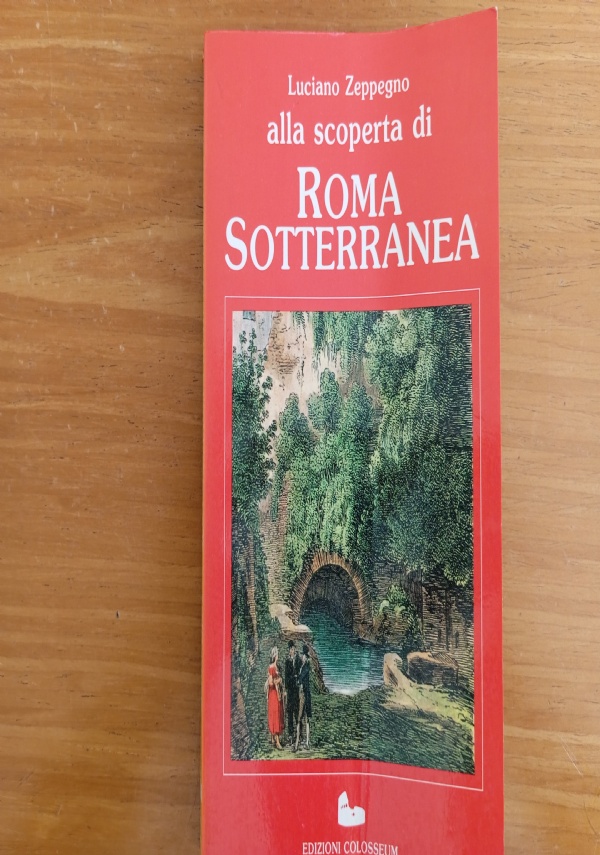 Luciano Zeppegno
alla scoperta di
ROMA
SOTTERRANEA
EDIZIONI COLOSSEUM